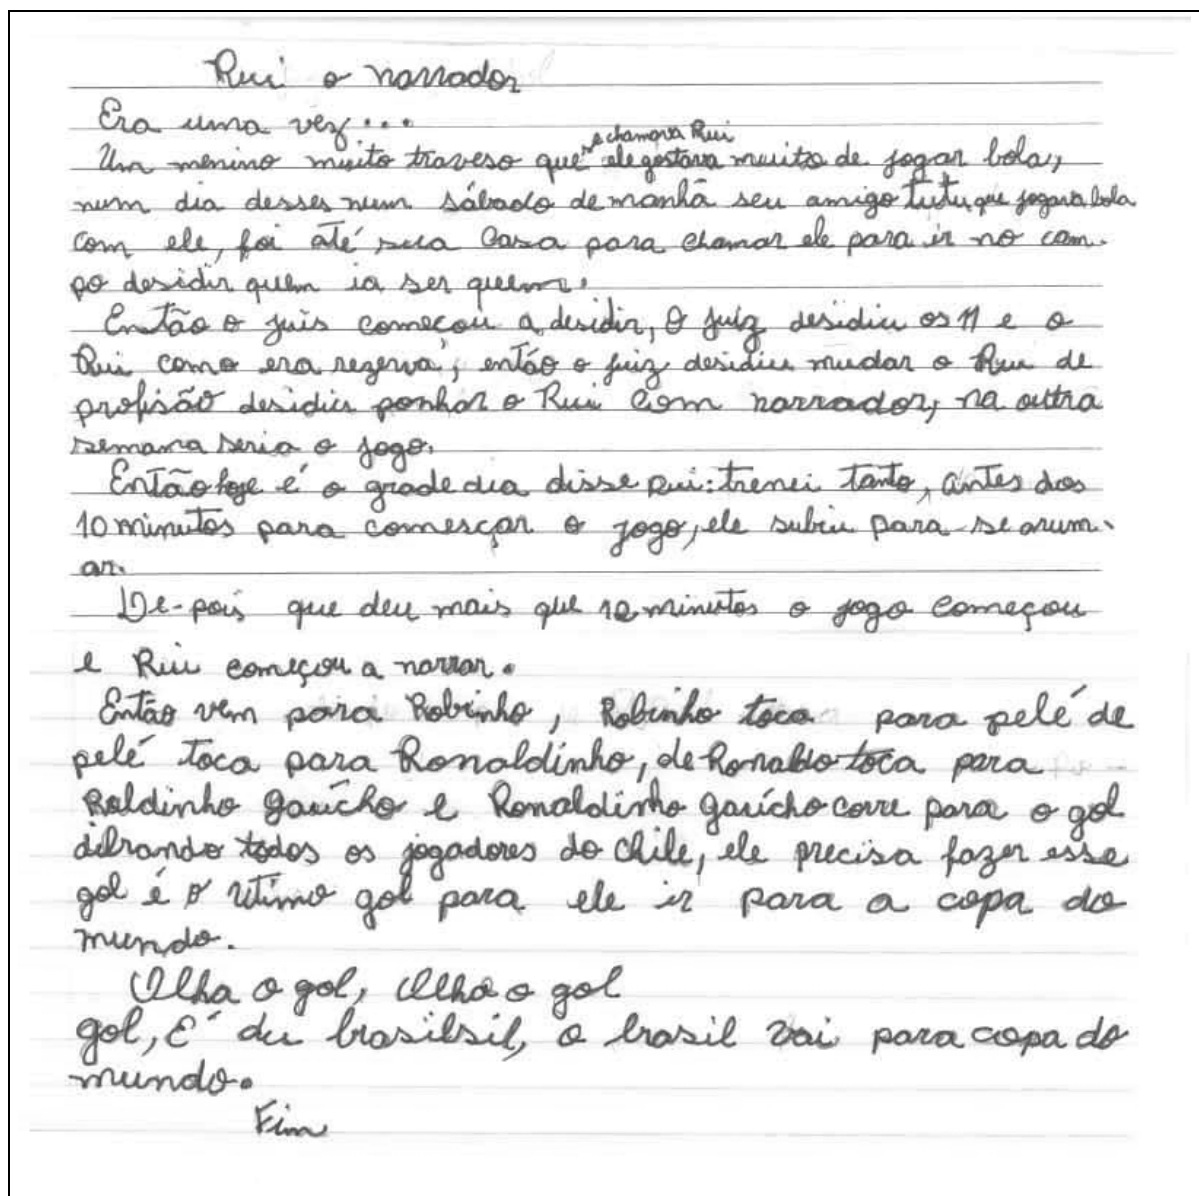 Rui o narrador
Era uma vez...
Um menino muito traveso que se chamava Rui ele gostava muito de jogar bola,
num dia desses num sábado de manhã seu amigo tutu, que jogava bola
com ele, foi até sua casa para chamar ele para ir no cam-
po desidir quem ia ser quem.
Então o juis começou a desidir, O juiz desidiu os 11 e o
Rui como era rezerva, então o juiz desidiu mudar o Rui de
profisão desidiu ponhar o Rui com narrador, na outra
semana seria o jogo.
Então hoje é o grade dia disse Rui: trenei tanto, antes dos
10 minutos para comesçar o jogo, ele subiu para se arum-
ar.
De-pois que deu mais que 10 minutos o jogo começou
e Rui começou a narrar.
Então vem para Robinho, Robinho toca para pelé de
pelé toca para Ronaldinho, de Ronaldo toca para
Roldinho gaúcho e Ronaldinho gaúcho corre para o gol
dibrando todos os jogadores do Chile, ele precisa fazer esse
gol é o utimo gol para ele ir para a copa do
mundo.
Olha o gol, Olha o gol
gol, É du brasilsil, o brasil vai para copa do
mundo.
Fim